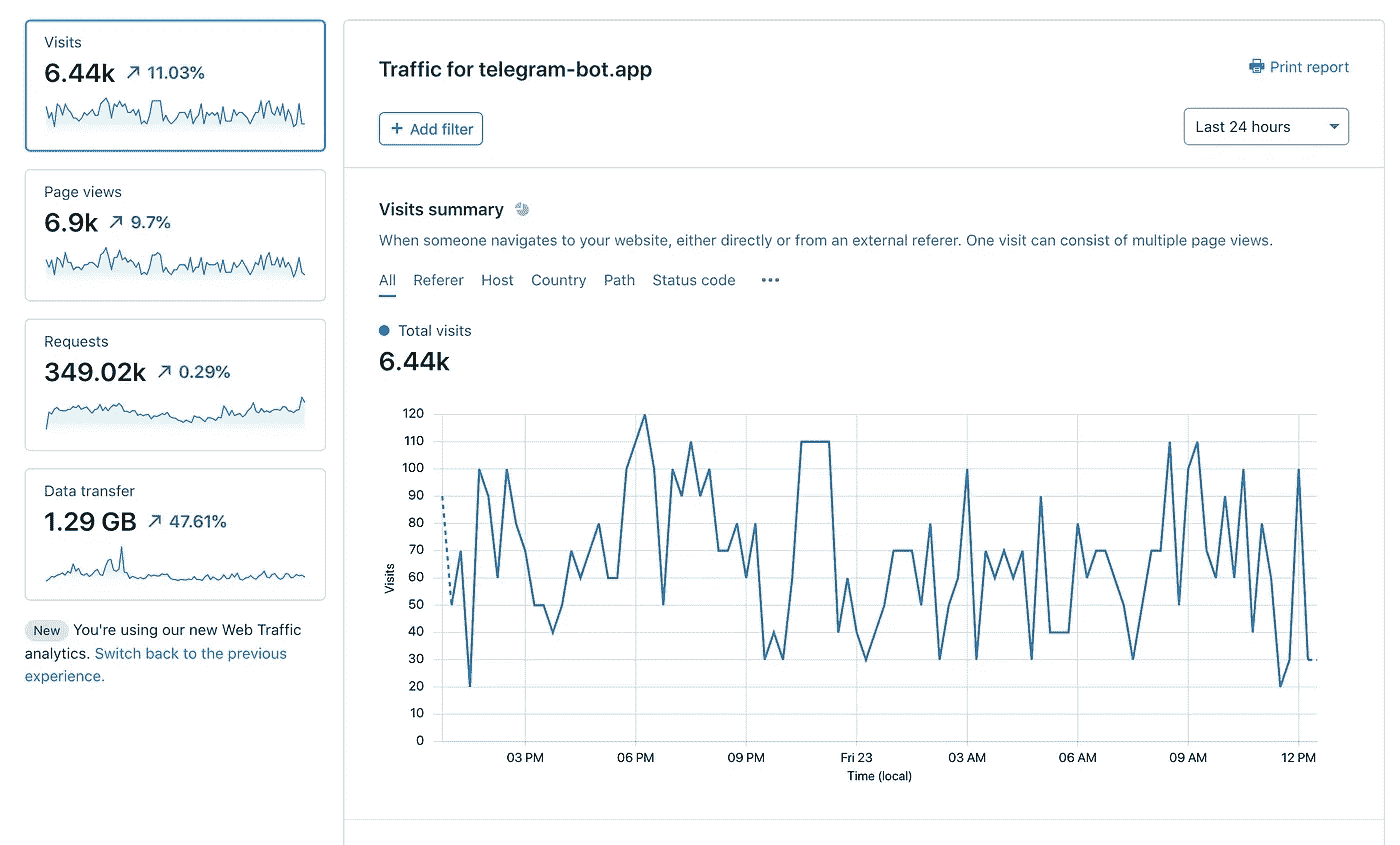 Visits
6.44k 11.03%
Page views
6.9k 9.7%
Requests
349.02k 0.29%
Data transfer
1.29 GB 47.61%
New You're using our new Web Traffic
analytics. Switch back to the previous
experience.
Traffic for telegram-bot.app
Print report
+ Add filter
Last 24 hours
Visits summary
When someone navigates to your website, either directly or from an external referer. One visit can consist of multiple page views.
All Referer Host Country Path Status code •••
Total visits
6.44k
120
110
100
90
80
70
60
50
40
30
20
10
0
Visits
03 PM 06 PM 09 PM Fri 23 03 AM 06 AM 09 AM 12 PM
Time (local)